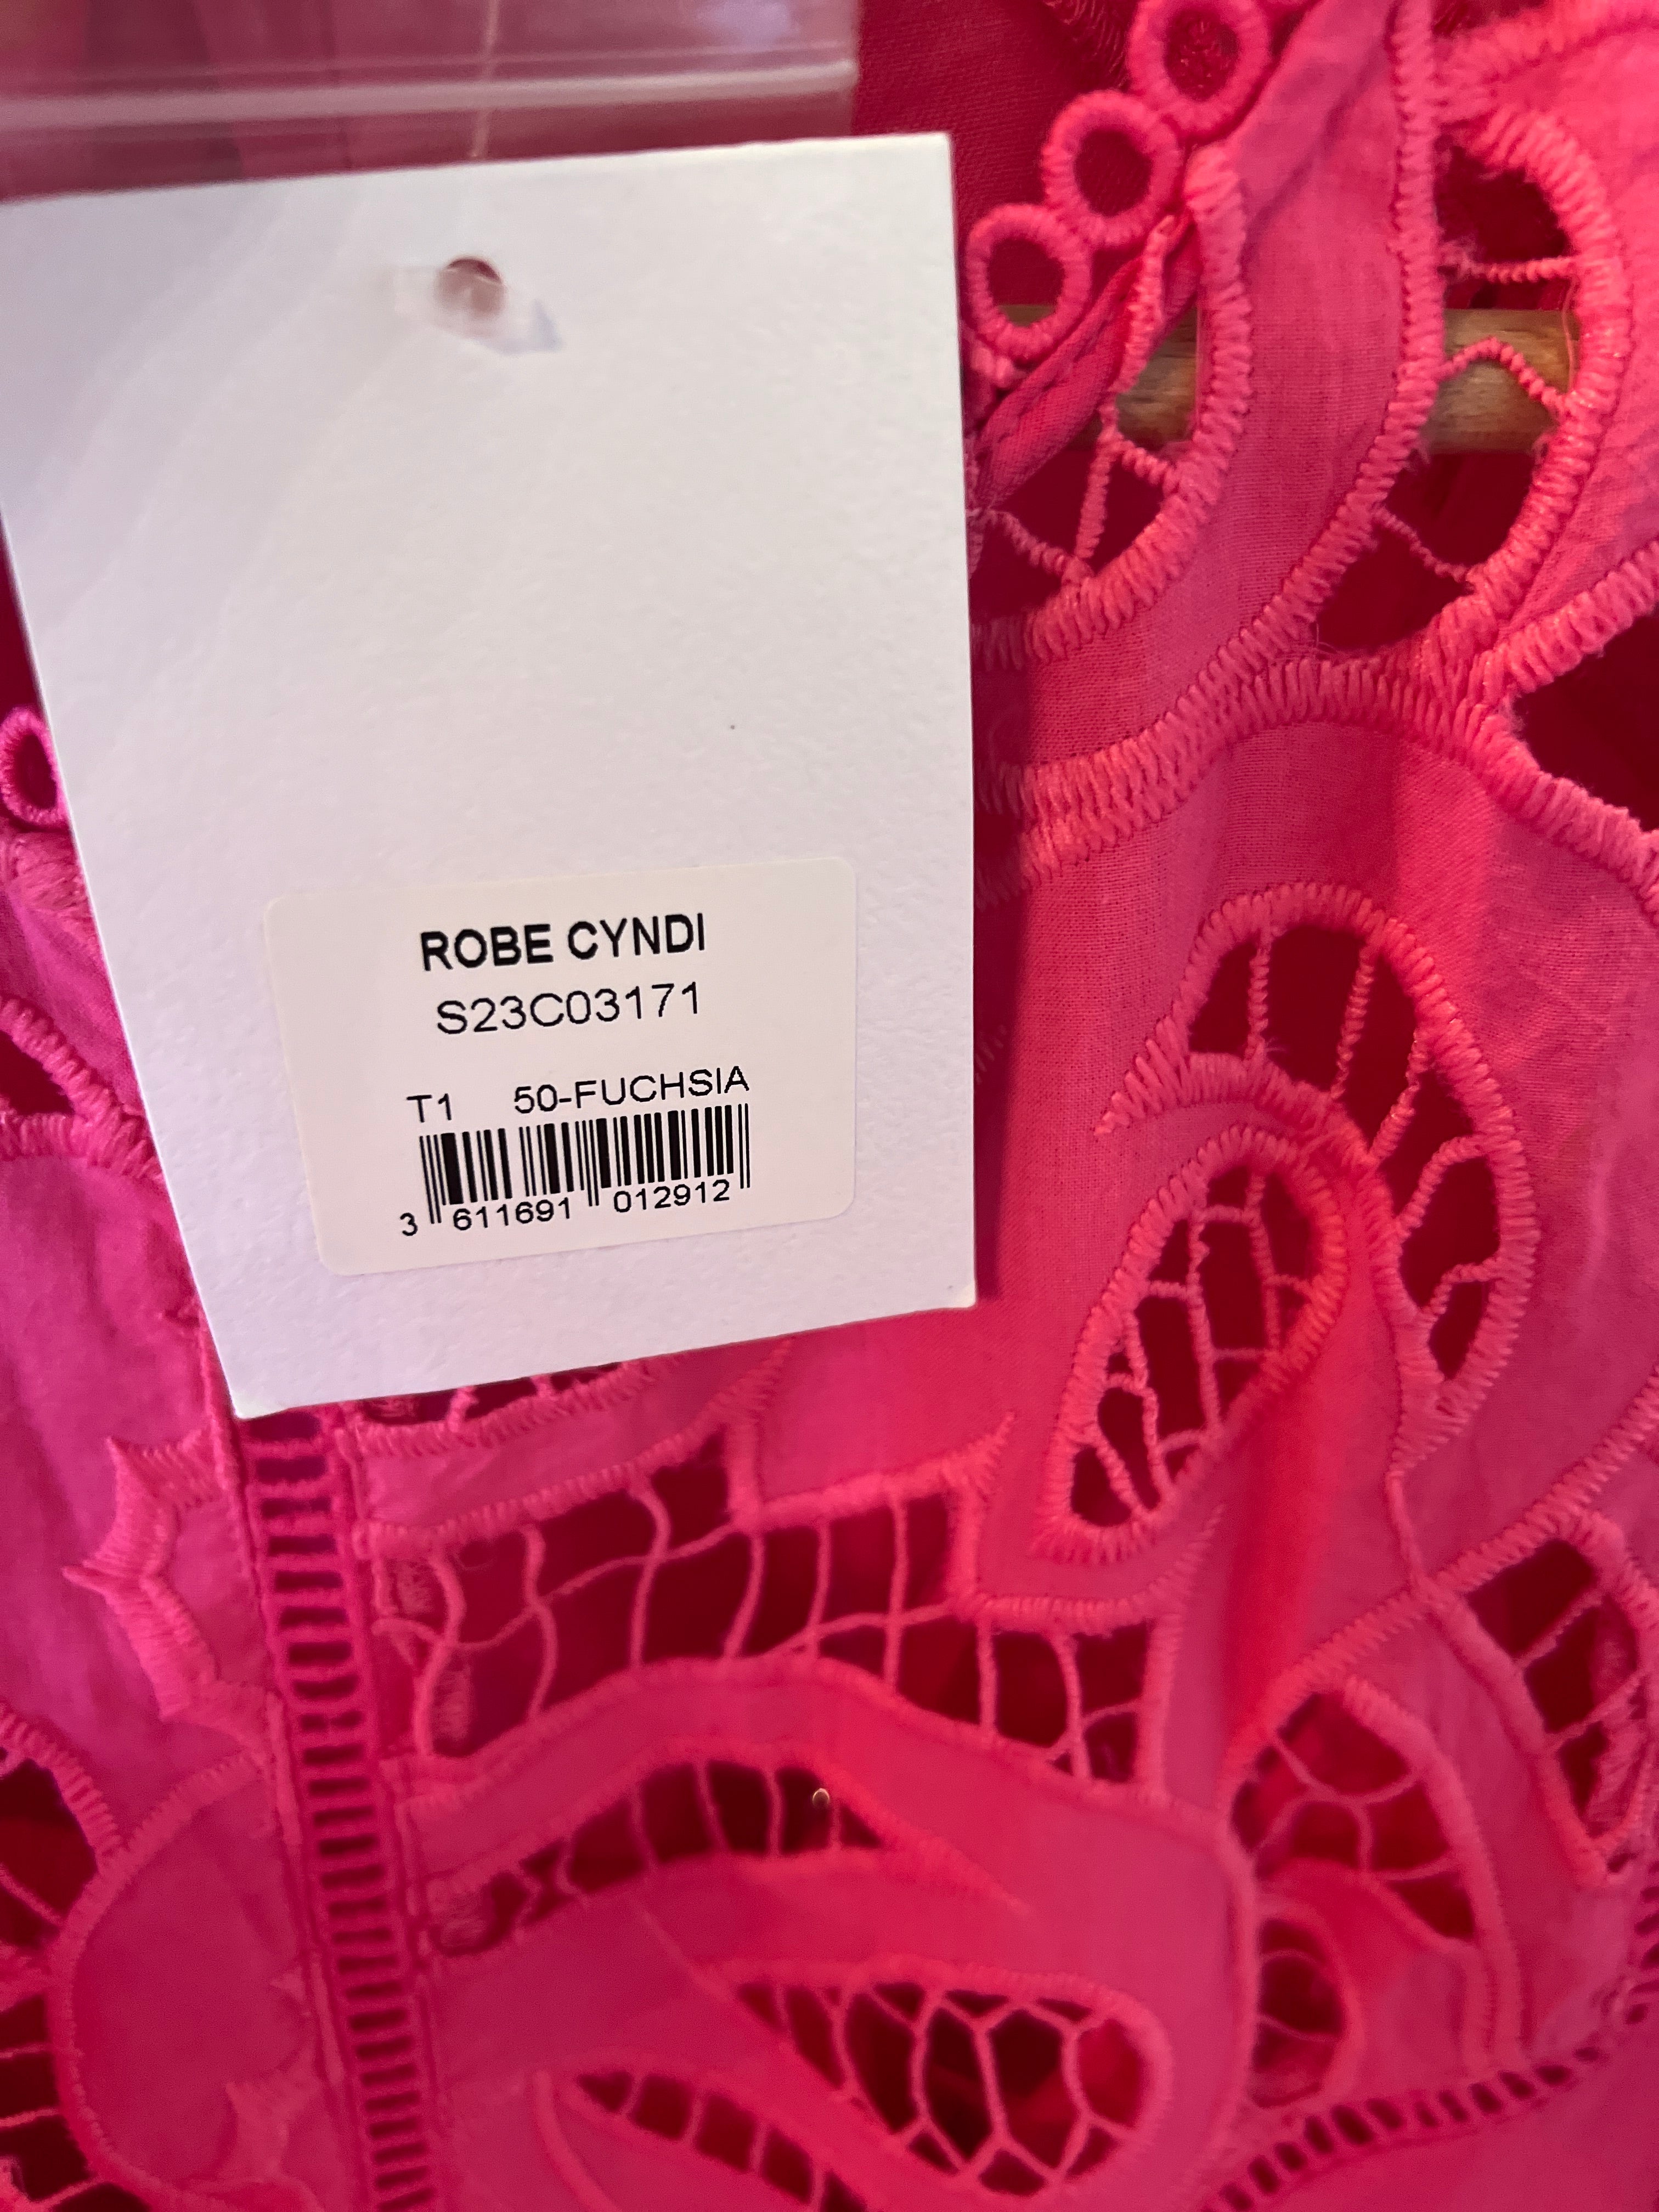 ROBE CYNDI
S23C03171
T1 50-FUCHSIA
3 611691 012912